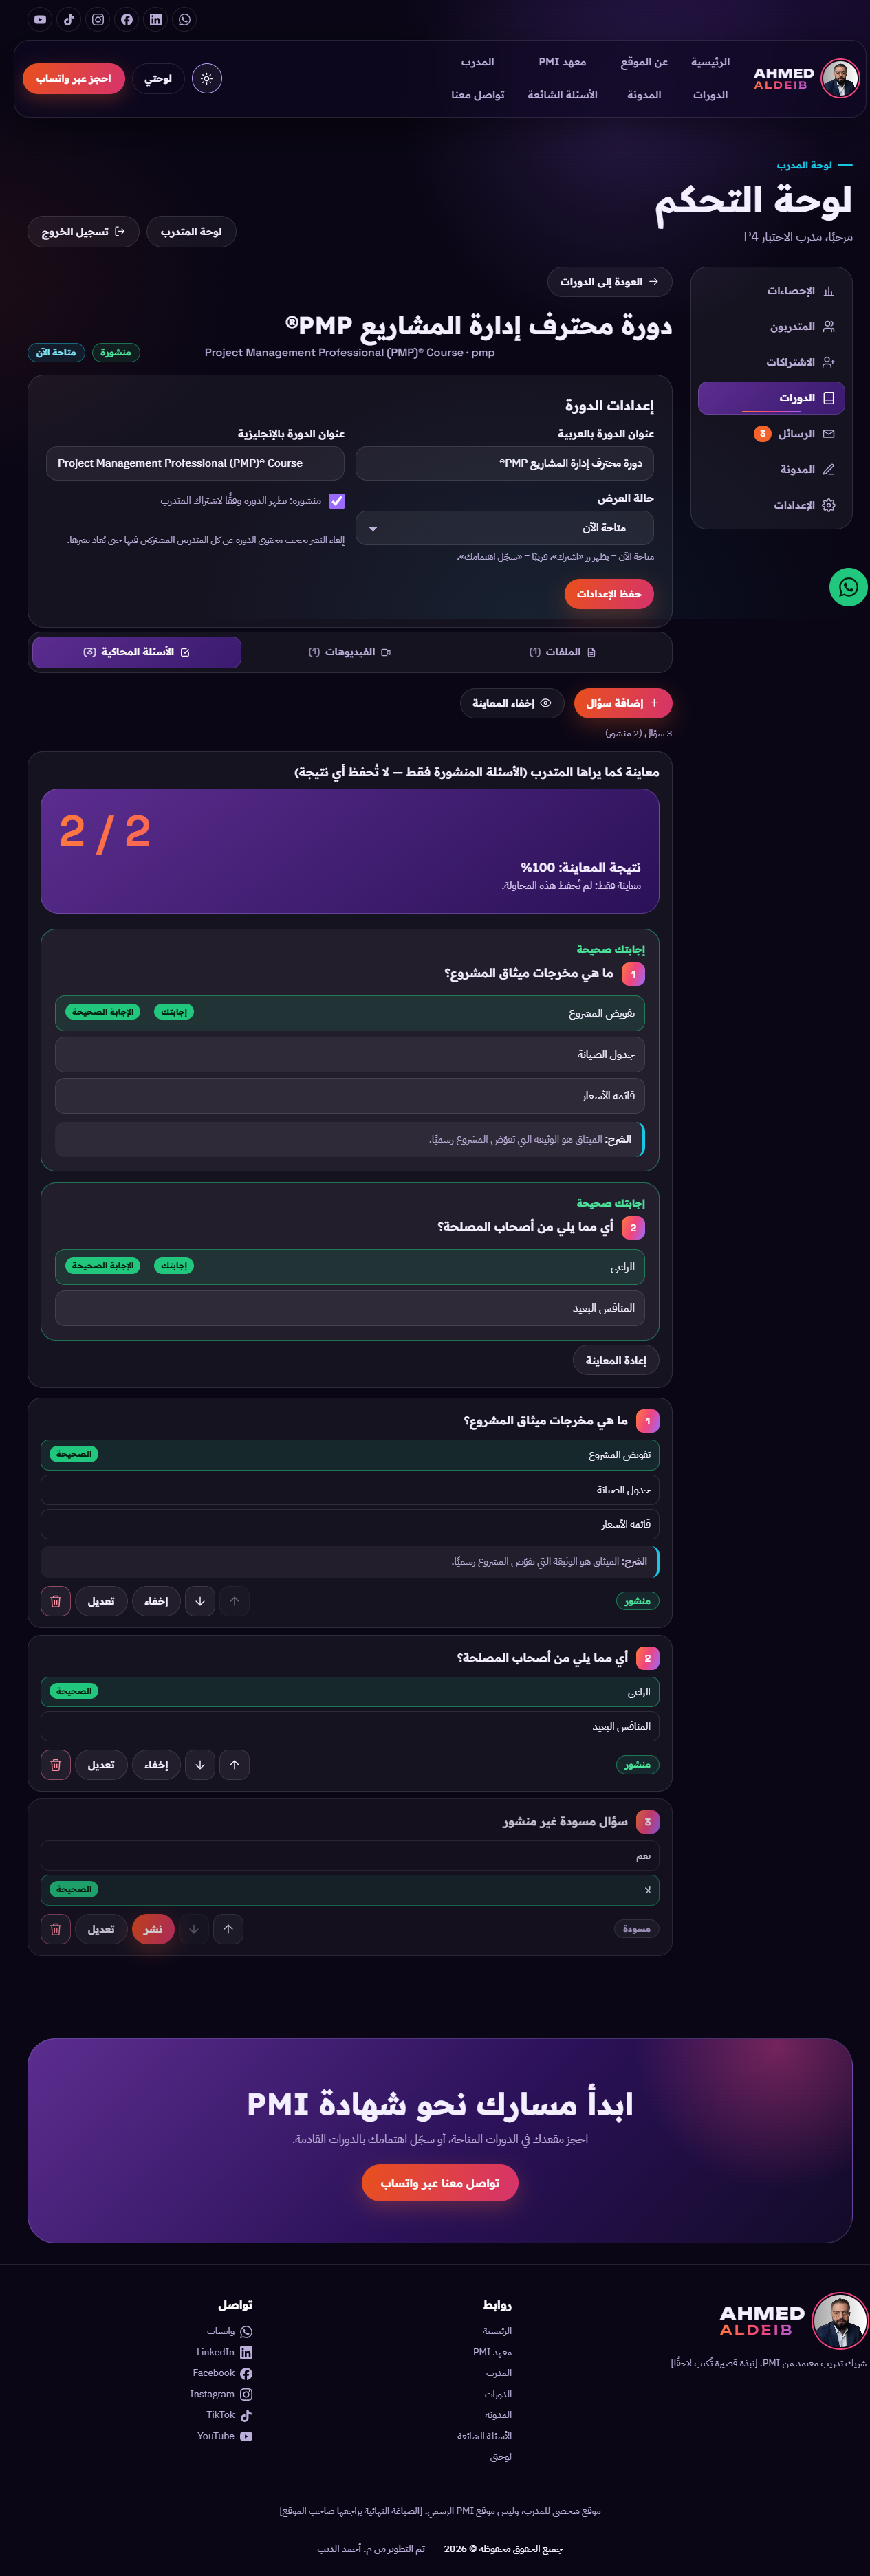 AHMED
ALDEIB
الرئيسية
عن الموقع
معهد PMI
المدرب
الدورات
المدونة
الأسئلة الشائعة
تواصل معنا
لوحتي
احجز عبر واتساب
لوحة المدرب
لوحة التحكم
مرحبًا، مدرب الاختبار P4
لوحة المتدرب
تسجيل الخروج
الإحصاءات
المتدربون
الاشتراكات
الدورات
الرسائل 3
المدونة
الإعدادات
العودة إلى الدورات
دورة محترف إدارة المشاريع PMP®
Project Management Professional (PMP)® Course · pmp
منشورة
متاحة الآن
إعدادات الدورة
عنوان الدورة بالعربية
دورة محترف إدارة المشاريع PMP®
عنوان الدورة بالإنجليزية
Project Management Professional (PMP)® Course
حالة العرض
متاحة الآن
متاحة الآن = يظهر زر «اشترك»، قريبًا = «سجّل اهتمامك».
منشورة: تظهر الدورة وفقًا لاشتراك المتدرب
إلغاء النشر يحجب محتوى الدورة عن كل المتدربين المشتركين فيها حتى يُعاد نشرها.
حفظ الإعدادات
الملفات (1)
الفيديوهات (1)
الأسئلة المحاكية (3)
إضافة سؤال
إخفاء المعاينة
3 سؤال (2 منشور)
معاينة كما يراها المتدرب (الأسئلة المنشورة فقط — لا تُحفظ أي نتيجة)
2 / 2
نتيجة المعاينة: 100%
معاينة فقط: لم تُحفظ هذه المحاولة.
إجابتك صحيحة
1 ما هي مخرجات ميثاق المشروع؟
تفويض المشروع إجابتك الإجابة الصحيحة
جدول الصيانة
قائمة الأسعار
الشرح: الميثاق هو الوثيقة التي تفوّض المشروع رسميًا.
إجابتك صحيحة
2 أي مما يلي من أصحاب المصلحة؟
الراعي إجابتك الإجابة الصحيحة
المنافس البعيد
إعادة المعاينة
1 ما هي مخرجات ميثاق المشروع؟
تفويض المشروع الصحيحة
جدول الصيانة
قائمة الأسعار
الشرح: الميثاق هو الوثيقة التي تفوّض المشروع رسميًا.
منشور
إخفاء
تعديل
2 أي مما يلي من أصحاب المصلحة؟
الراعي الصحيحة
المنافس البعيد
منشور
إخفاء
تعديل
3 سؤال مسودة غير منشور
نعم
لا الصحيحة
مسودة
نشر
تعديل
ابدأ مسارك نحو شهادة PMI
احجز مقعدك في الدورات المتاحة، أو سجّل اهتمامك بالدورات القادمة.
تواصل معنا عبر واتساب
AHMED
ALDEIB
شريك تدريب معتمد من PMI. [نبذة قصيرة تُكتب لاحقًا]
روابط
الرئيسية
معهد PMI
المدرب
الدورات
المدونة
الأسئلة الشائعة
لوحتي
تواصل
واتساب
LinkedIn
Facebook
Instagram
TikTok
YouTube
موقع شخصي للمدرب، وليس موقع PMI الرسمي. [الصياغة النهائية يراجعها صاحب الموقع]
جميع الحقوق محفوظة © 2026
تم التطوير من م. أحمد الديب